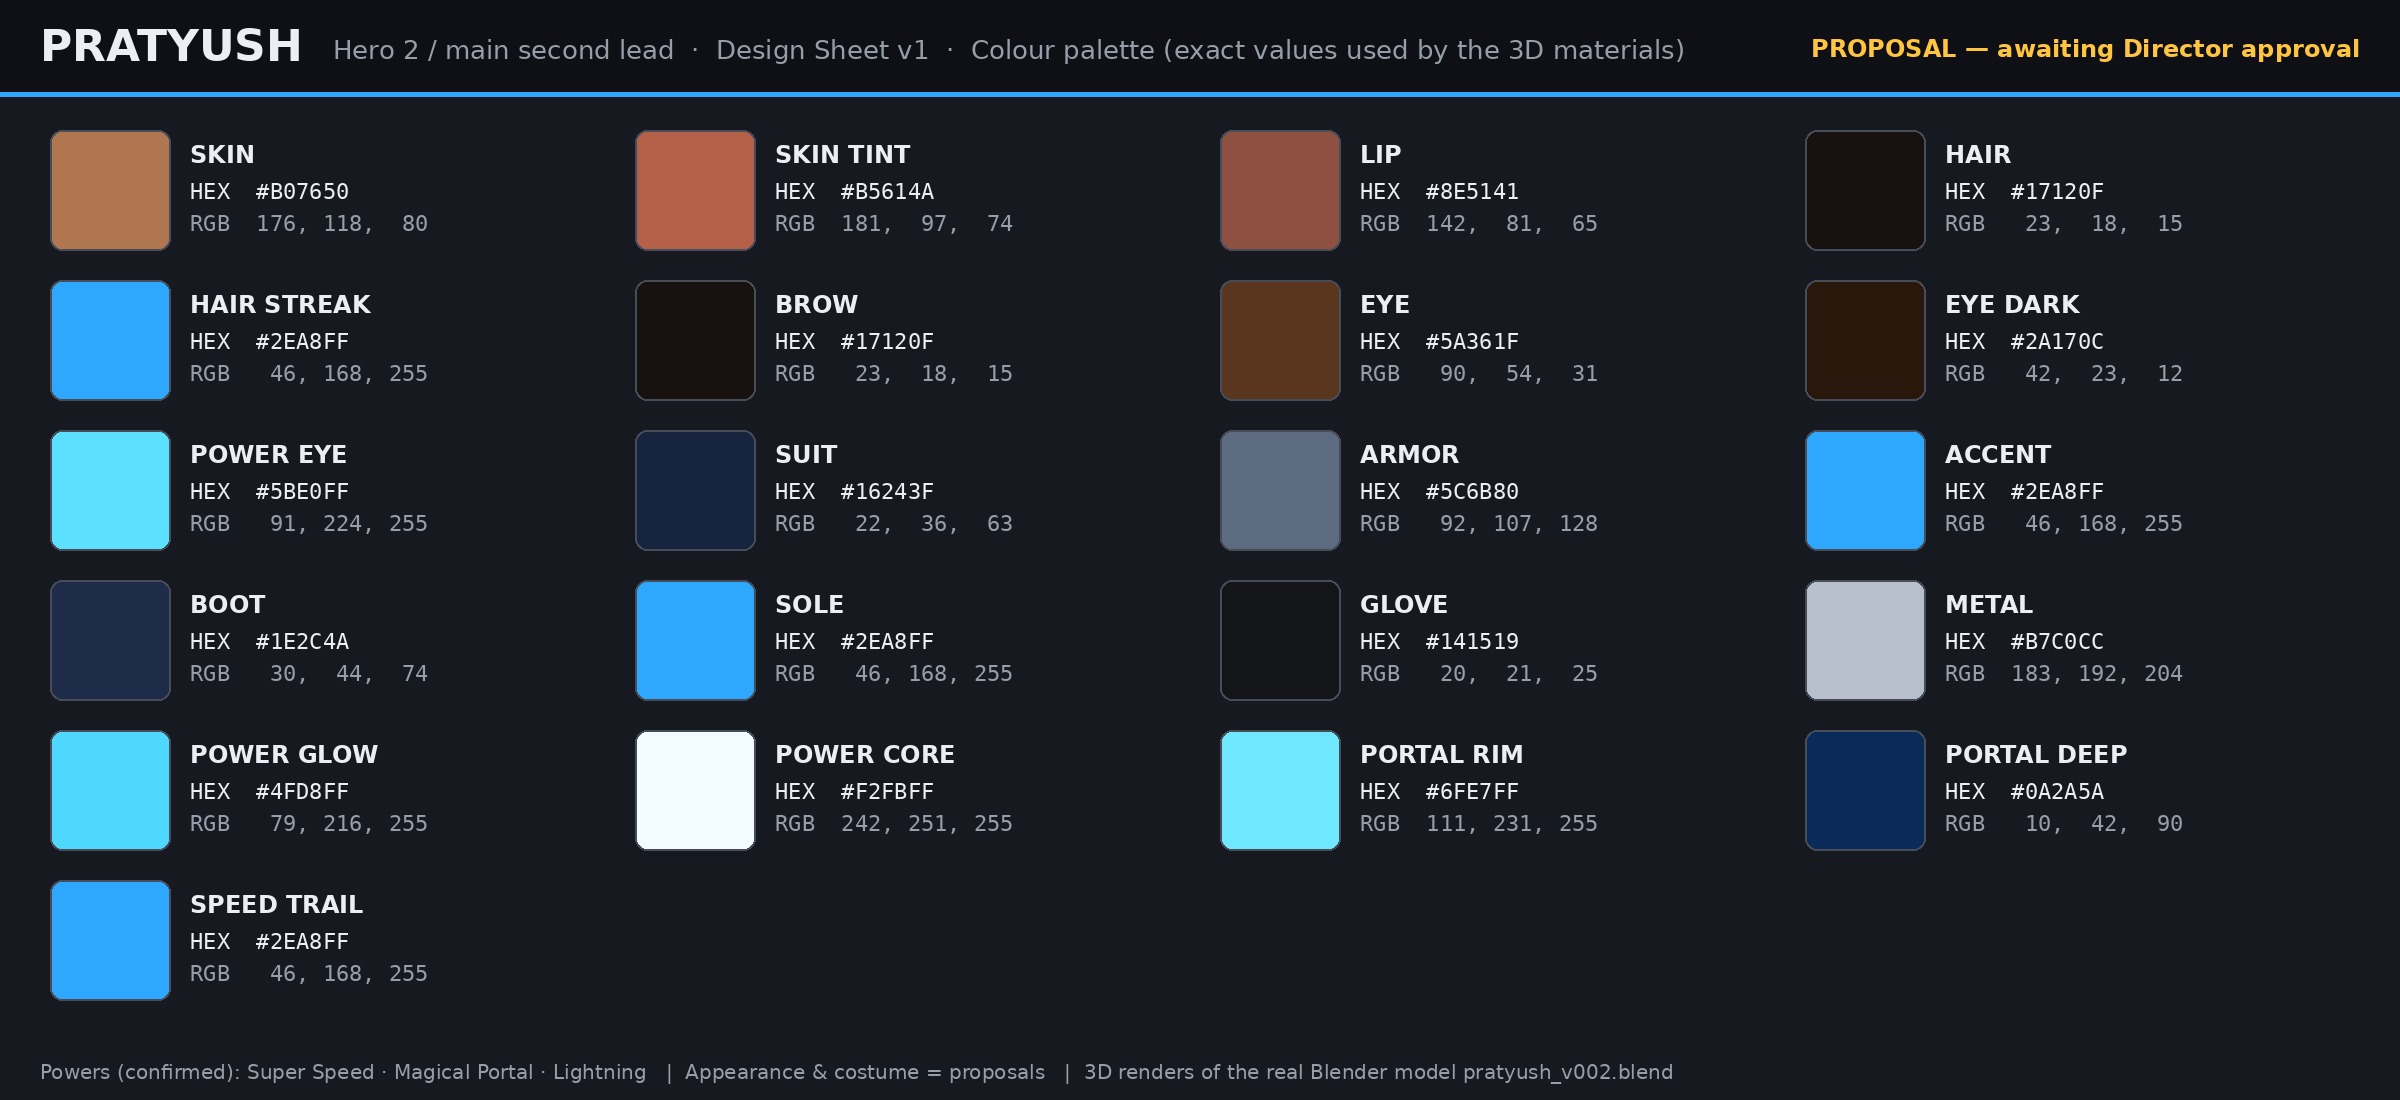 PRATYUSH Hero 2 / main second lead · Design Sheet v1 · Colour palette (exact values used by the 3D materials) PROPOSAL — awaiting Director approval
SKIN
HEX #B07650
RGB 176, 118, 80
SKIN TINT
HEX #B5614A
RGB 181, 97, 74
LIP
HEX #8E5141
RGB 142, 81, 65
HAIR
HEX #17120F
RGB 23, 18, 15
HAIR STREAK
HEX #2EA8FF
RGB 46, 168, 255
BROW
HEX #17120F
RGB 23, 18, 15
EYE
HEX #5A361F
RGB 90, 54, 31
EYE DARK
HEX #2A170C
RGB 42, 23, 12
POWER EYE
HEX #5BE0FF
RGB 91, 224, 255
SUIT
HEX #16243F
RGB 22, 36, 63
ARMOR
HEX #5C6B80
RGB 92, 107, 128
ACCENT
HEX #2EA8FF
RGB 46, 168, 255
BOOT
HEX #1E2C4A
RGB 30, 44, 74
SOLE
HEX #2EA8FF
RGB 46, 168, 255
GLOVE
HEX #141519
RGB 20, 21, 25
METAL
HEX #B7C0CC
RGB 183, 192, 204
POWER GLOW
HEX #4FD8FF
RGB 79, 216, 255
POWER CORE
HEX #F2FBFF
RGB 242, 251, 255
PORTAL RIM
HEX #6FE7FF
RGB 111, 231, 255
PORTAL DEEP
HEX #0A2A5A
RGB 10, 42, 90
SPEED TRAIL
HEX #2EA8FF
RGB 46, 168, 255
Powers (confirmed): Super Speed · Magical Portal · Lightning | Appearance & costume = proposals | 3D renders of the real Blender model pratyush_v002.blend